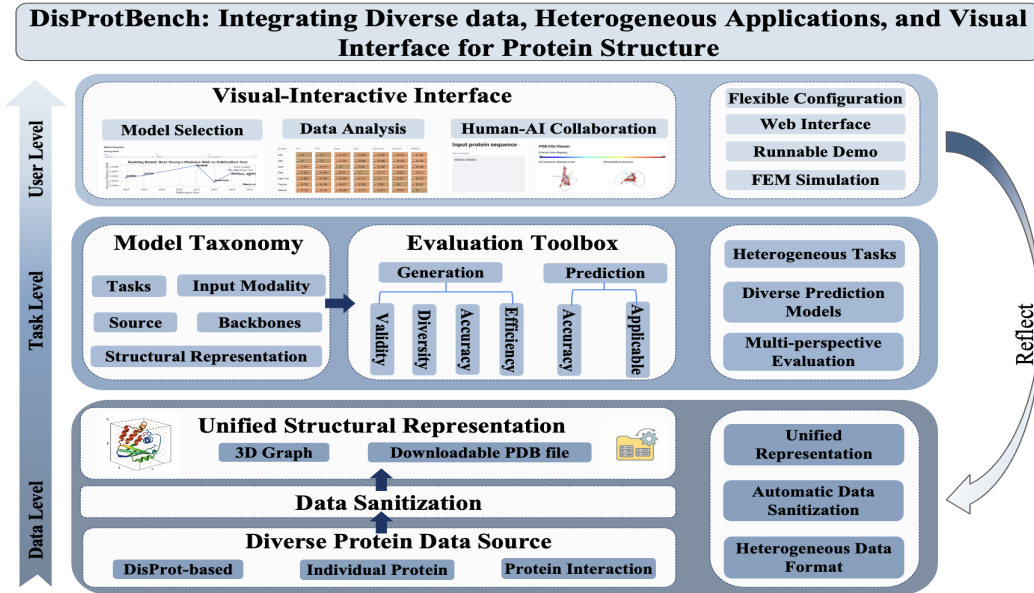 DisProtBench: Integrating Diverse data, Heterogeneous Applications, and Visual
Interface for Protein Structure
User Level
Visual-Interactive Interface
Model Selection
Data Analysis
Human-AI Collaboration
Input protein sequence
PDB File Viewer
Flexible Configuration
Web Interface
Runnable Demo
FEM Simulation
Task Level
Model Taxonomy
Tasks
Input Modality
Source
Backbones
Structural Representation
Evaluation Toolbox
Generation
Prediction
Validity
Diversity
Accuracy
Efficiency
Accuracy
Applicable
Heterogeneous Tasks
Diverse Prediction
Models
Multi-perspective
Evaluation
Reflect
Data Level
Unified Structural Representation
3D Graph
Downloadable PDB file
Data Sanitization
Diverse Protein Data Source
DisProt-based
Individual Protein
Protein Interaction
Unified
Representation
Automatic Data
Sanitization
Heterogeneous Data
Format